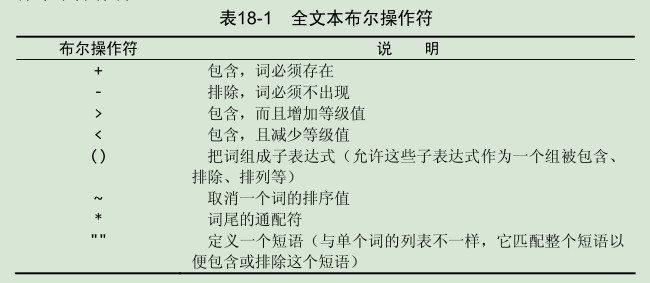 表18-1 全文本布尔操作符
布尔操作符 说 明
+ 包含，词必须存在
- 排除，词必须不出现
> 包含，而且增加等级值
< 包含，且减少等级值
() 把词组成子表达式（允许这些子表达式作为一个组被包含、
排除、排列等）
~ 取消一个词的排序值
* 词尾的通配符
"" 定义一个短语（与单个词的列表不一样，它匹配整个短语以
便包含或排除这个短语）